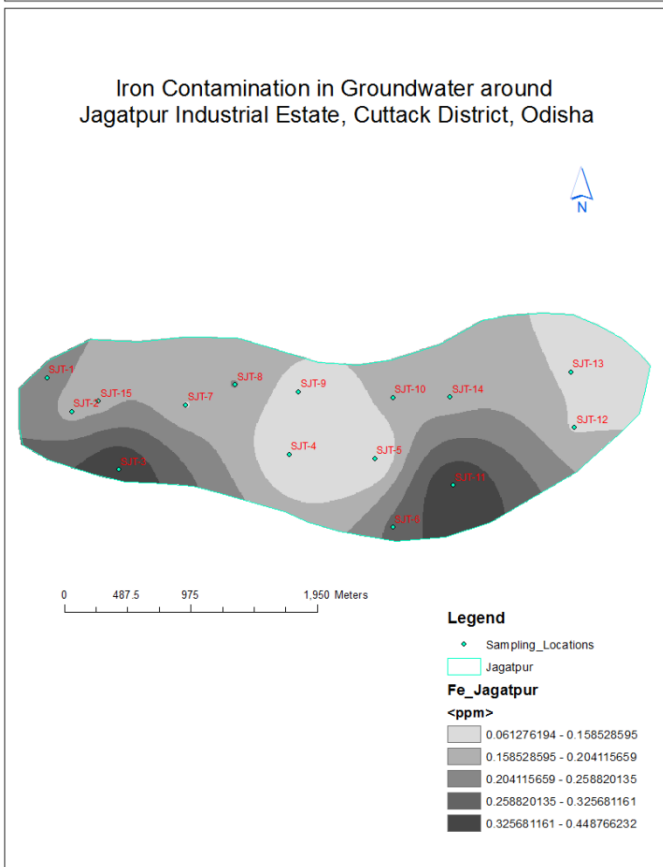 Iron Contamination in Groundwater around
Jagatpur Industrial Estate, Cuttack District, Odisha
N
SJT-13
SJT-1
SJT-8
SJT-9
SJT-15
SJT-10
SJT-14
SJT-2
SJT-7
SJT-12
SJT-4
SJT-5
SJT-3
SJT-11
SJT-6
0 487.5 975 1,950 Meters
Legend
Sampling_Locations
Jagatpur
Fe_Jagatpur
<ppm>
0.061276194 - 0.158528595
0.158528595 - 0.204115659
0.204115659 - 0.258820135
0.258820135 - 0.325681161
0.325681161 - 0.448766232